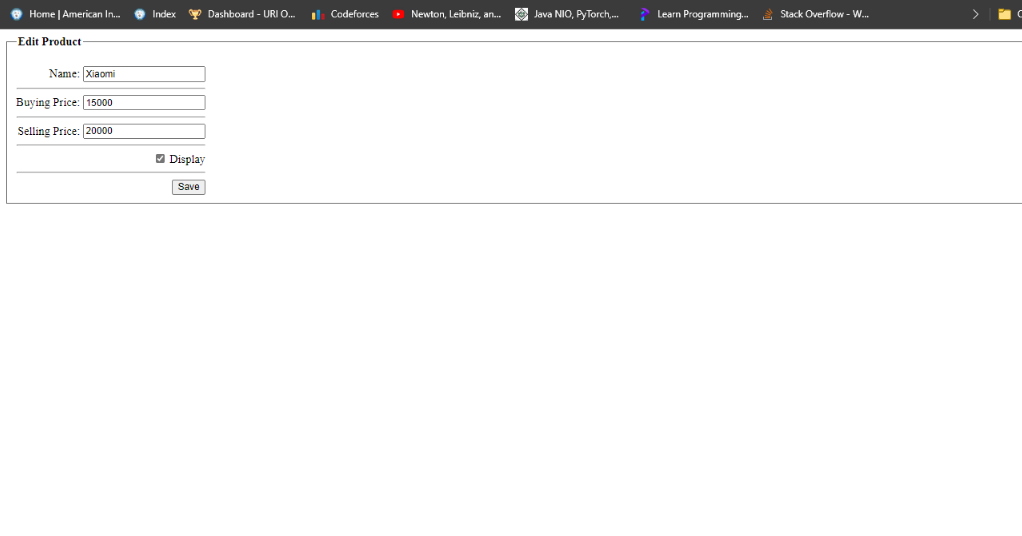 Home | American In... Index Dashboard - URI O... Codeforces Newton, Leibniz, an... Java NIO, PyTorch,... Learn Programming... Stack Overflow - W...
Edit Product
Name: Xiaomi
Buying Price: 15000
Selling Price: 20000
Display
Save